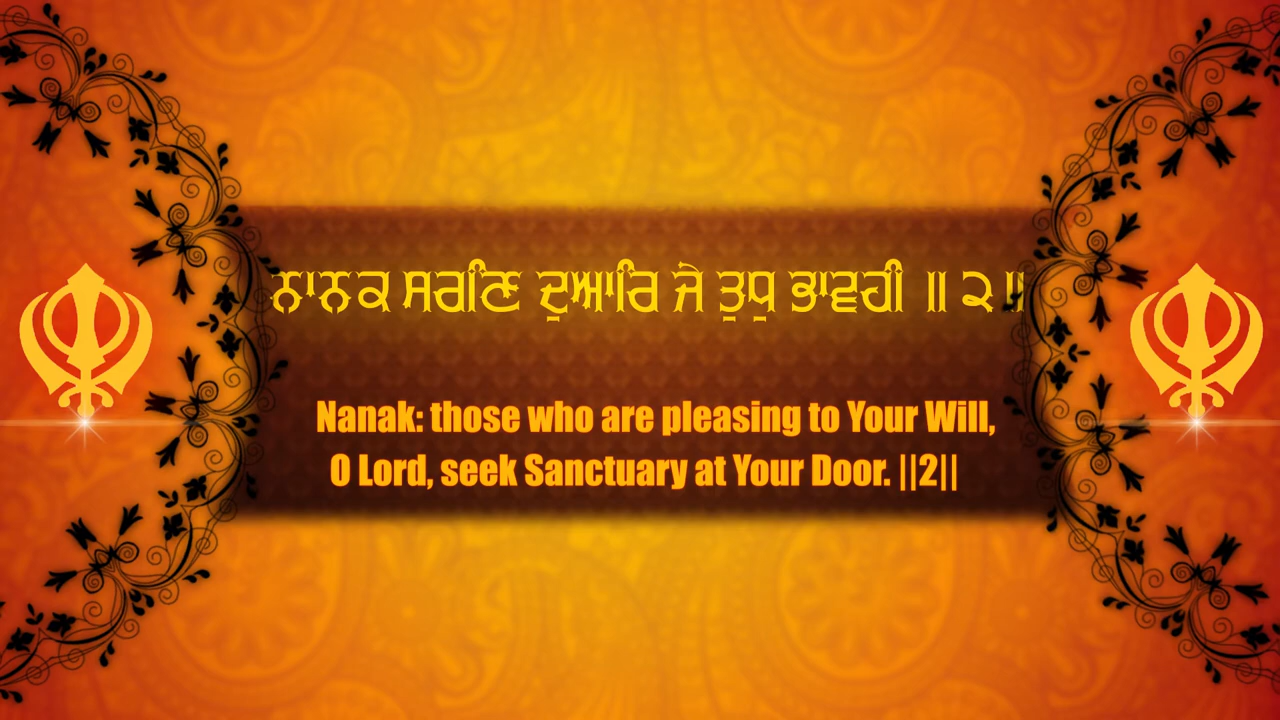 ਨਾਨਕ ਸਰਣਿ ਦੁਆਰਿ ਜੇ ਤੁਧੁ ਭਾਵਹੀ ॥ ੨ ॥
Nanak: those who are pleasing to Your Will,
O Lord, seek Sanctuary at Your Door. ||2||